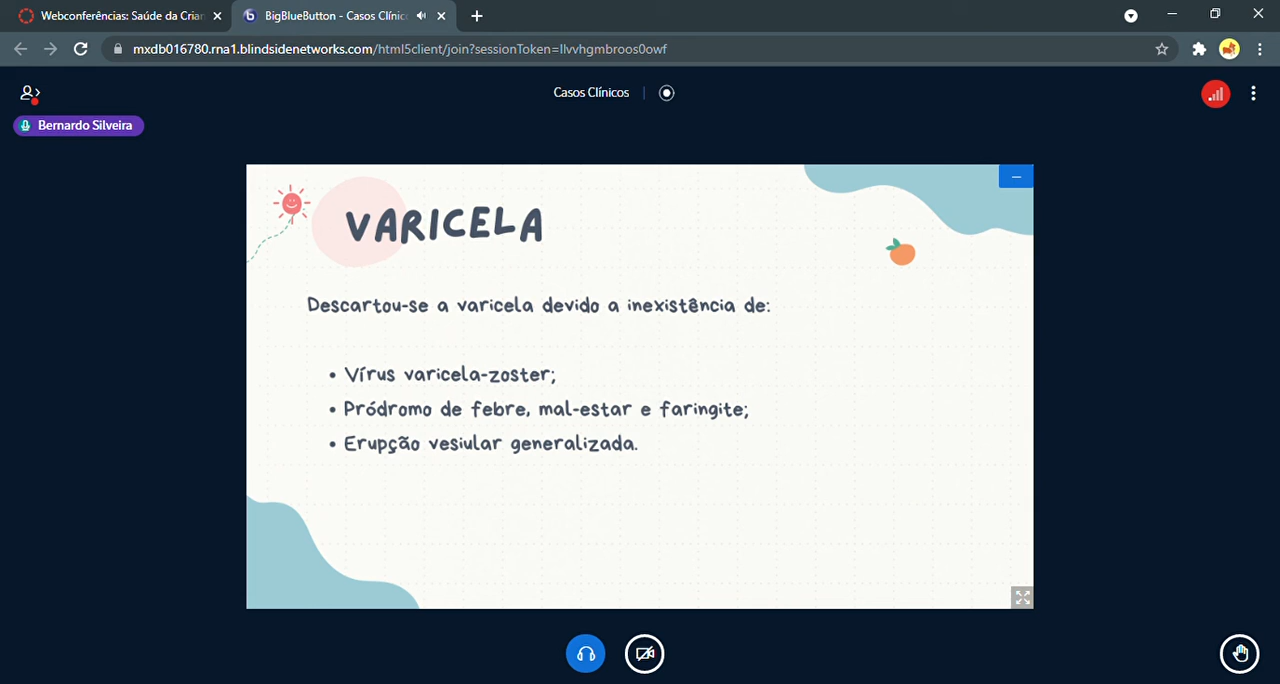 Webconferências: Saúde da Crian
BigBlueButton - Casos Clínic
mxdb016780.rna1.blindsidenetworks.com/html5client/join?sessionToken=llvvhgmbroos0owf
Casos Clínicos
Bernardo Silveira
VARICELA
Descartou-se a varicela devido a inexistência de:
• Vírus varicela-zoster;
• Pródromo de febre, mal-estar e faringite;
• Erupção vesiular generalizada.